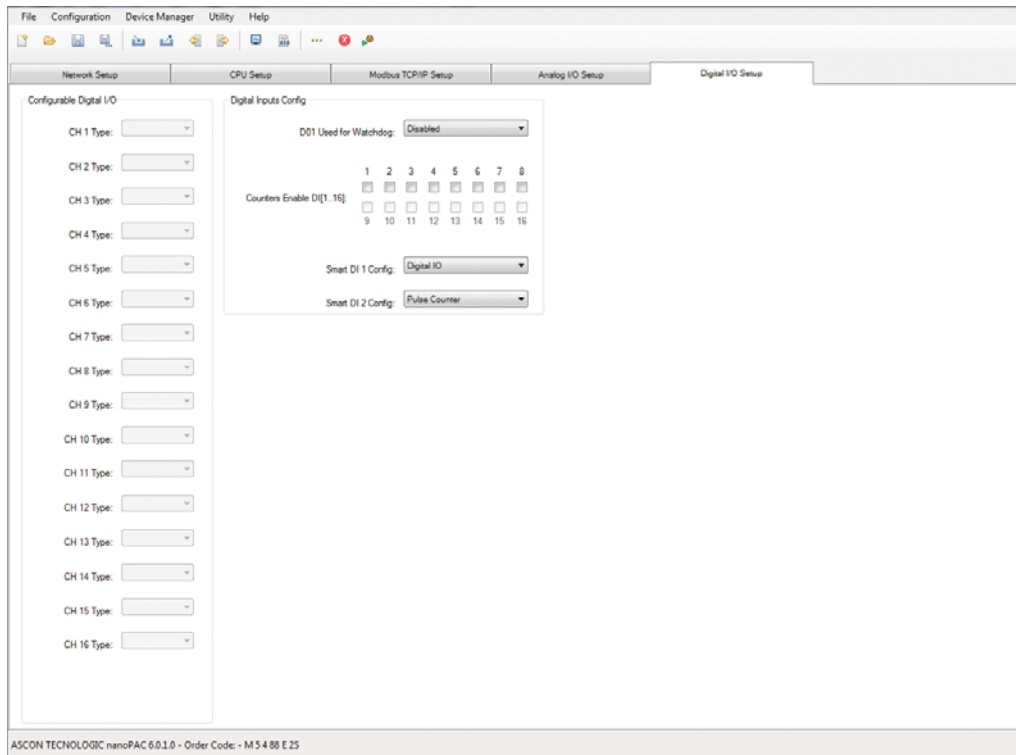 File Configuration Device Manager Utility Help
Network Setup CPU Setup Modbus TCP/IP Setup Analog I/O Setup Digital I/O Setup
Configurable Digital I/O
CH 1 Type:
CH 2 Type:
CH 3 Type:
CH 4 Type:
CH 5 Type:
CH 6 Type:
CH 7 Type:
CH 8 Type:
CH 9 Type:
CH 10 Type:
CH 11 Type:
CH 12 Type:
CH 13 Type:
CH 14 Type:
CH 15 Type:
CH 16 Type:
Digital Inputs Config
D01 Used for Watchdog: Disabled
1 2 3 4 5 6 7 8
Counters Enable DI[1..16]:
9 10 11 12 13 14 15 16
Smart DI 1 Config: Digital IO
Smart DI 2 Config: Pulse Counter
ASCON TECNOLOGIC nanoPAC 6.0.1.0 - Order Code: - M 5 4 88 E 2S